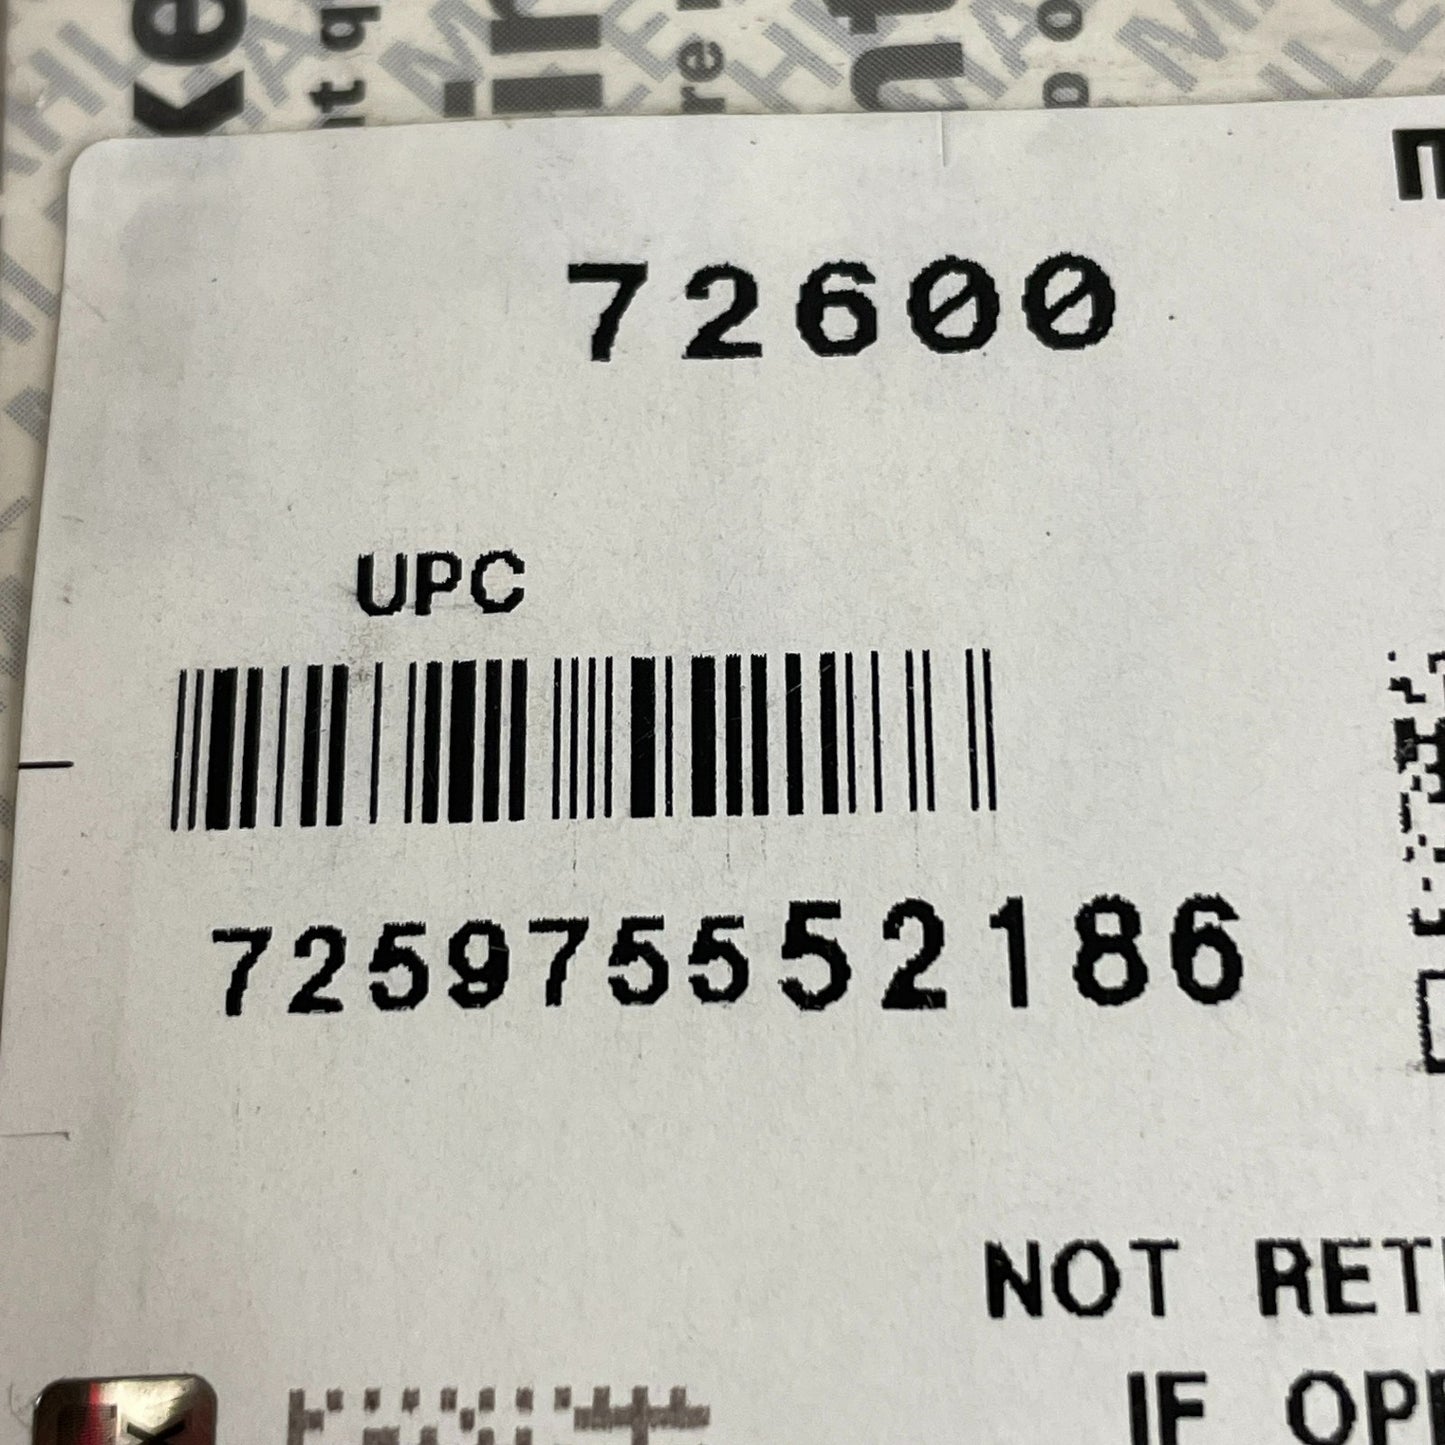 72600
UPC
725975552186
NOT RET
IF OP